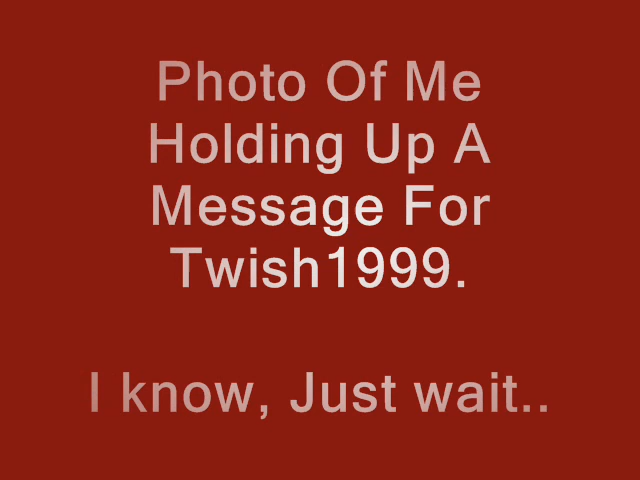 Photo Of Me
Holding Up A
Message For
Twish1999.
I know, Just wait..